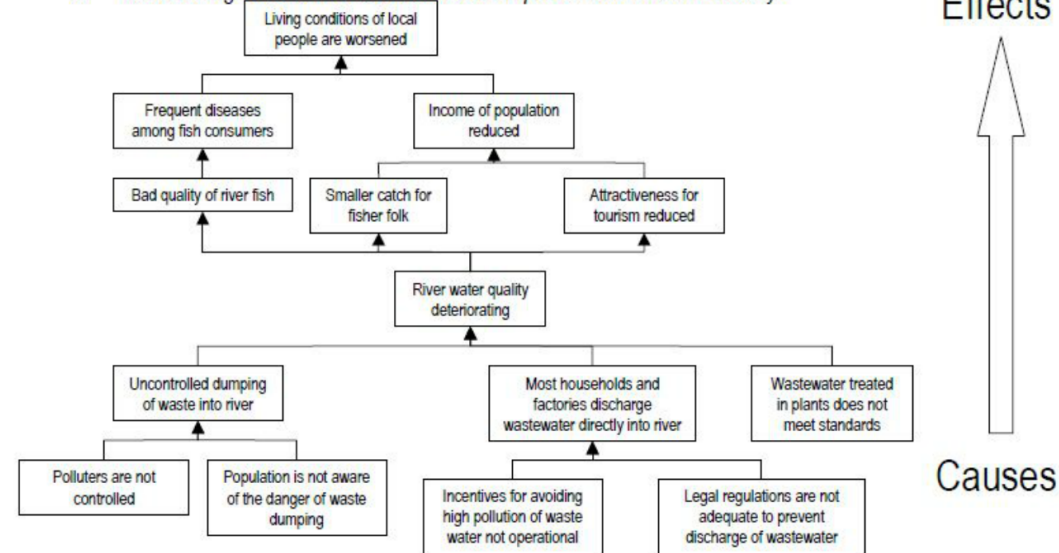 Effects
Living conditions of local
people are worsened
Frequent diseases
among fish consumers
Income of population
reduced
Bad quality of river fish
Smaller catch for
fisher folk
Attractiveness for
tourism reduced
River water quality
deteriorating
Uncontrolled dumping
of waste into river
Most households and
factories discharge
wastewater directly into river
Wastewater treated
in plants does not
meet standards
Polluters are not
controlled
Population is not aware
of the danger of waste
dumping
Incentives for avoiding
high pollution of waste
water not operational
Legal regulations are not
adequate to prevent
discharge of wastewater
Causes